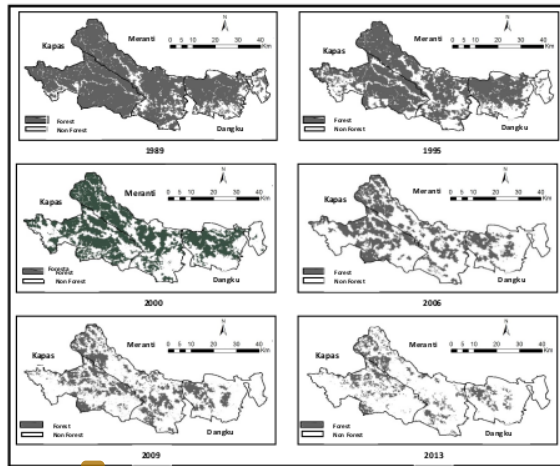 N
Kapas
Meranti
0 5 10 20 30 40
Km
Forest
Non Forest
Dangku
1989
N
Kapas
Meranti
0 5 10 20 30 40
Km
Forest
Non Forest
Dangku
1995
N
Kapas
Meranti
0 5 10 20 30 40
Km
Foresta
Forest
Non Forest
Dangku
2000
N
Kapas
Meranti
0 5 10 20 30 40
Km
Forest
Non Forest
Dangku
2006
N
Kapas
Meranti
0 5 10 20 30 40
Km
Forest
Non Forest
Dangku
2009
N
Kapas
Meranti
0 5 10 20 30 40
Km
Forest
Non Forest
Dangku
2013